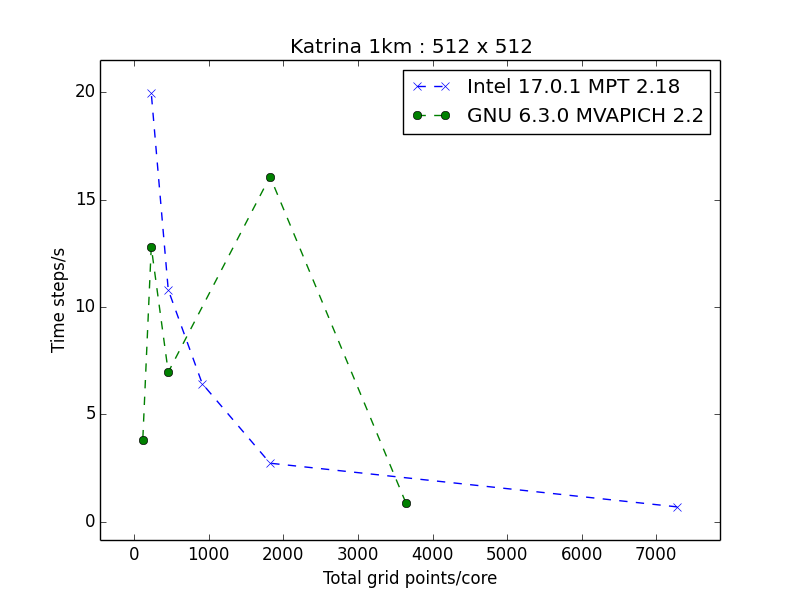 Katrina 1km : 512 x 512
Intel 17.0.1 MPT 2.18
GNU 6.3.0 MVAPICH 2.2
Time steps/s
20
15
10
5
0
0 1000 2000 3000 4000 5000 6000 7000
Total grid points/core